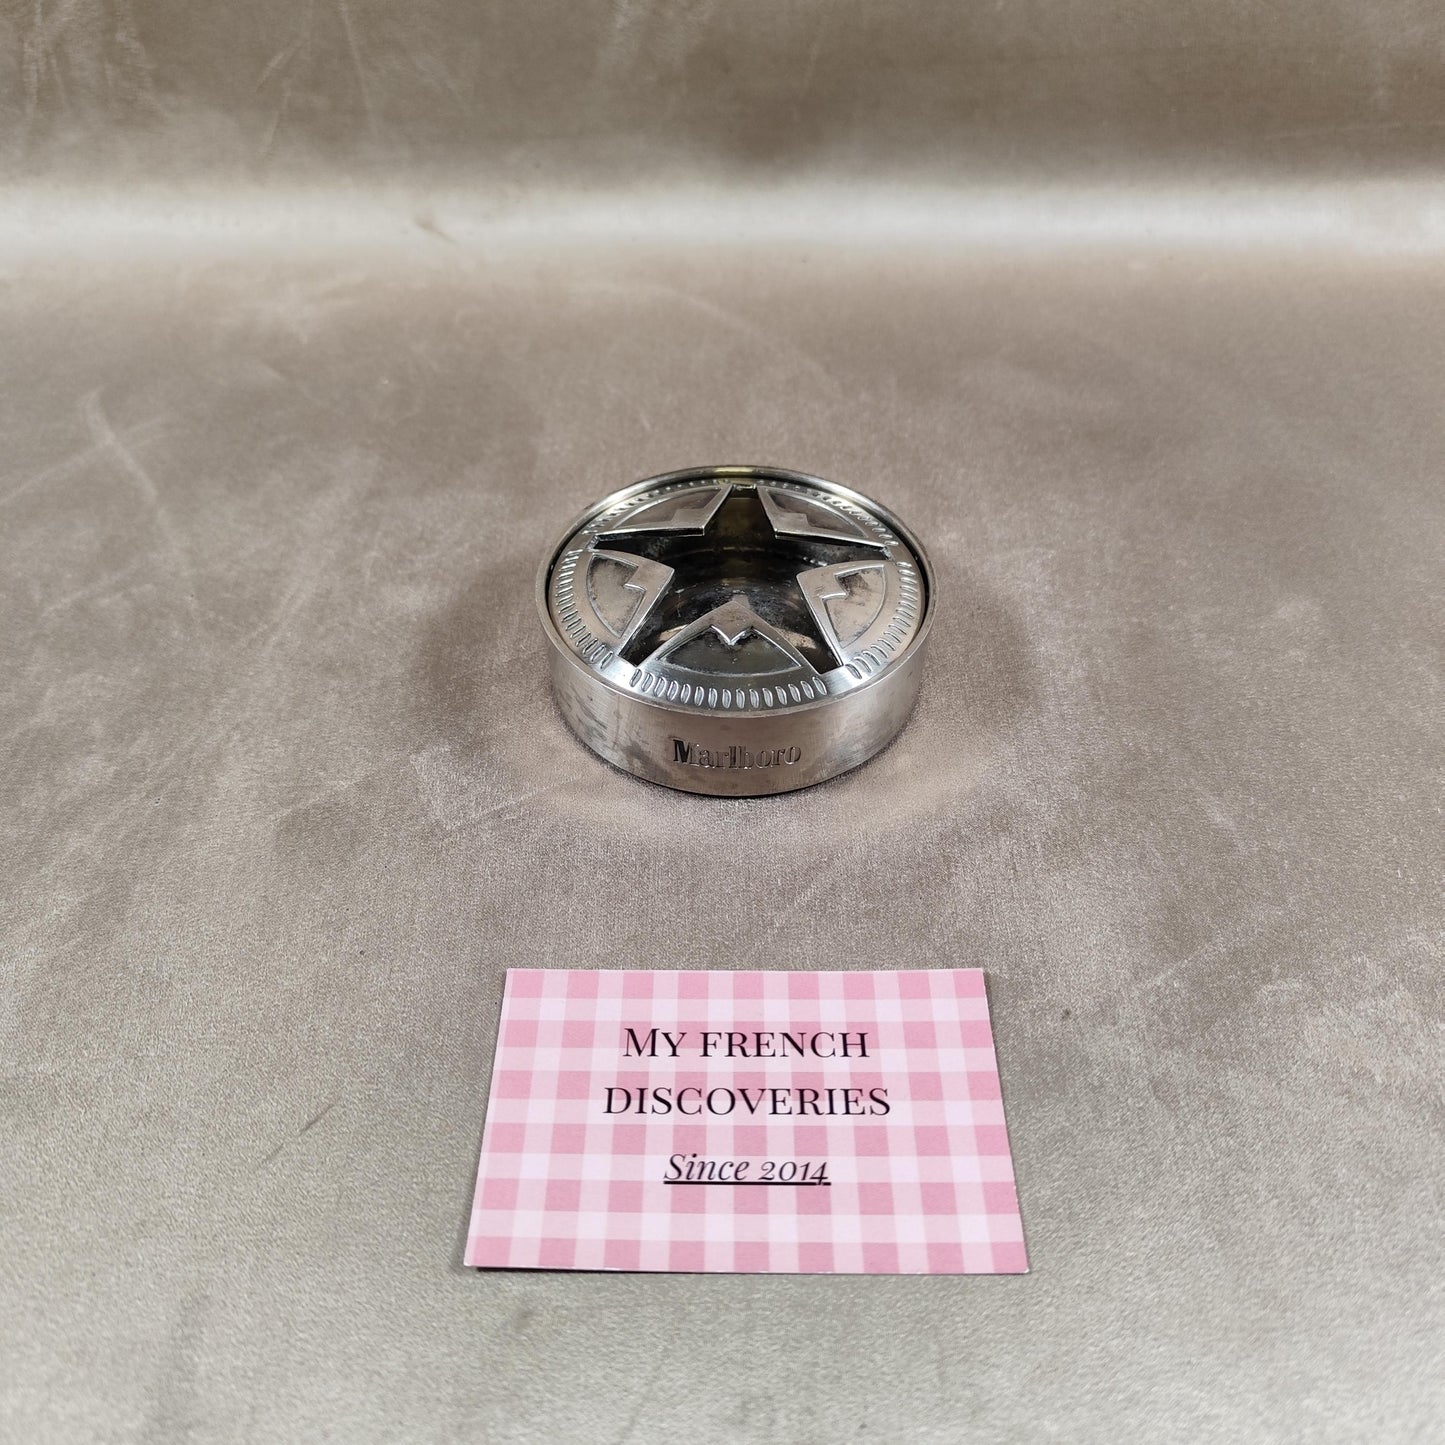 Marlboro
My french
discoveries
Since 2014